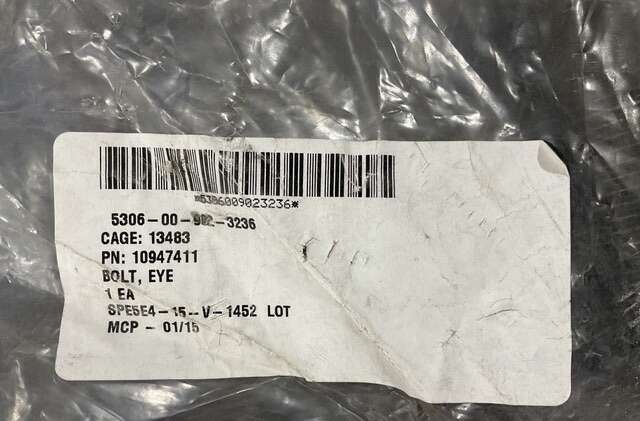 *5306009023236*
5306-00-902-3236
CAGE: 13483
PN: 10947411
BOLT, EYE
1 EA
SPE5E4-15-V-1452 LOT
MCP - 01/15